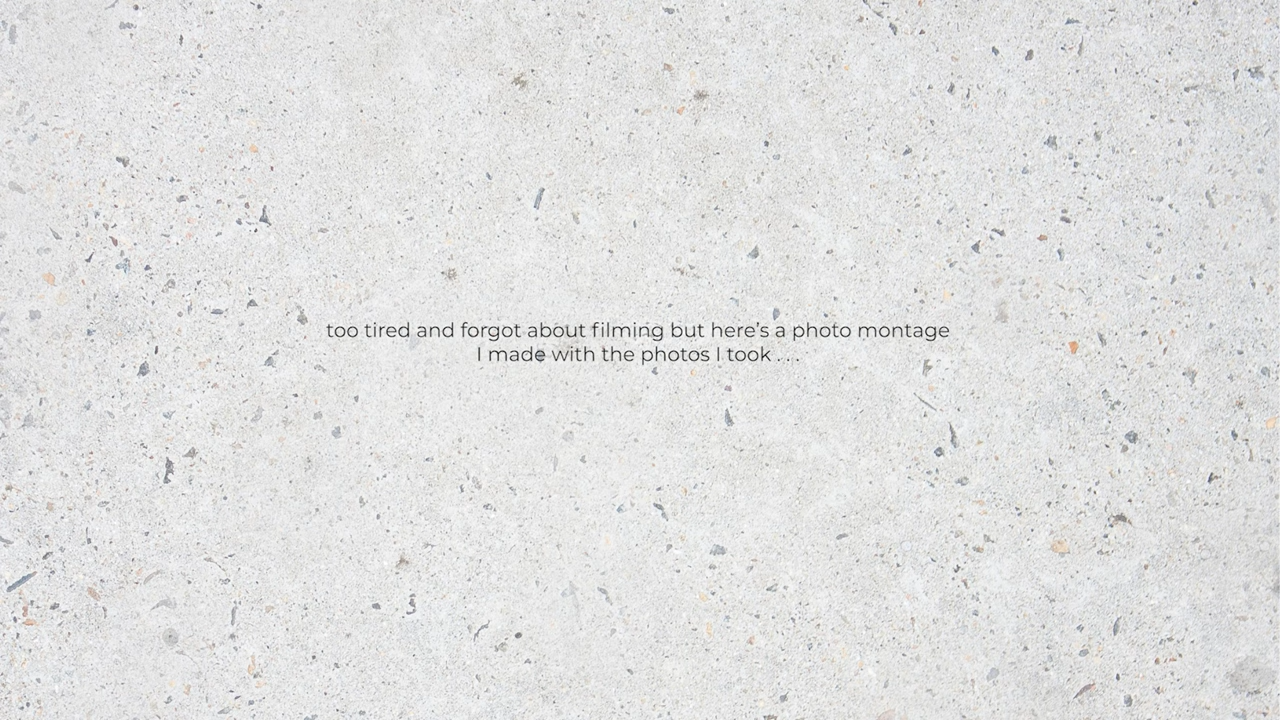 too tired and forgot about filming but here's a photo montage
I made with the photos I took . . .